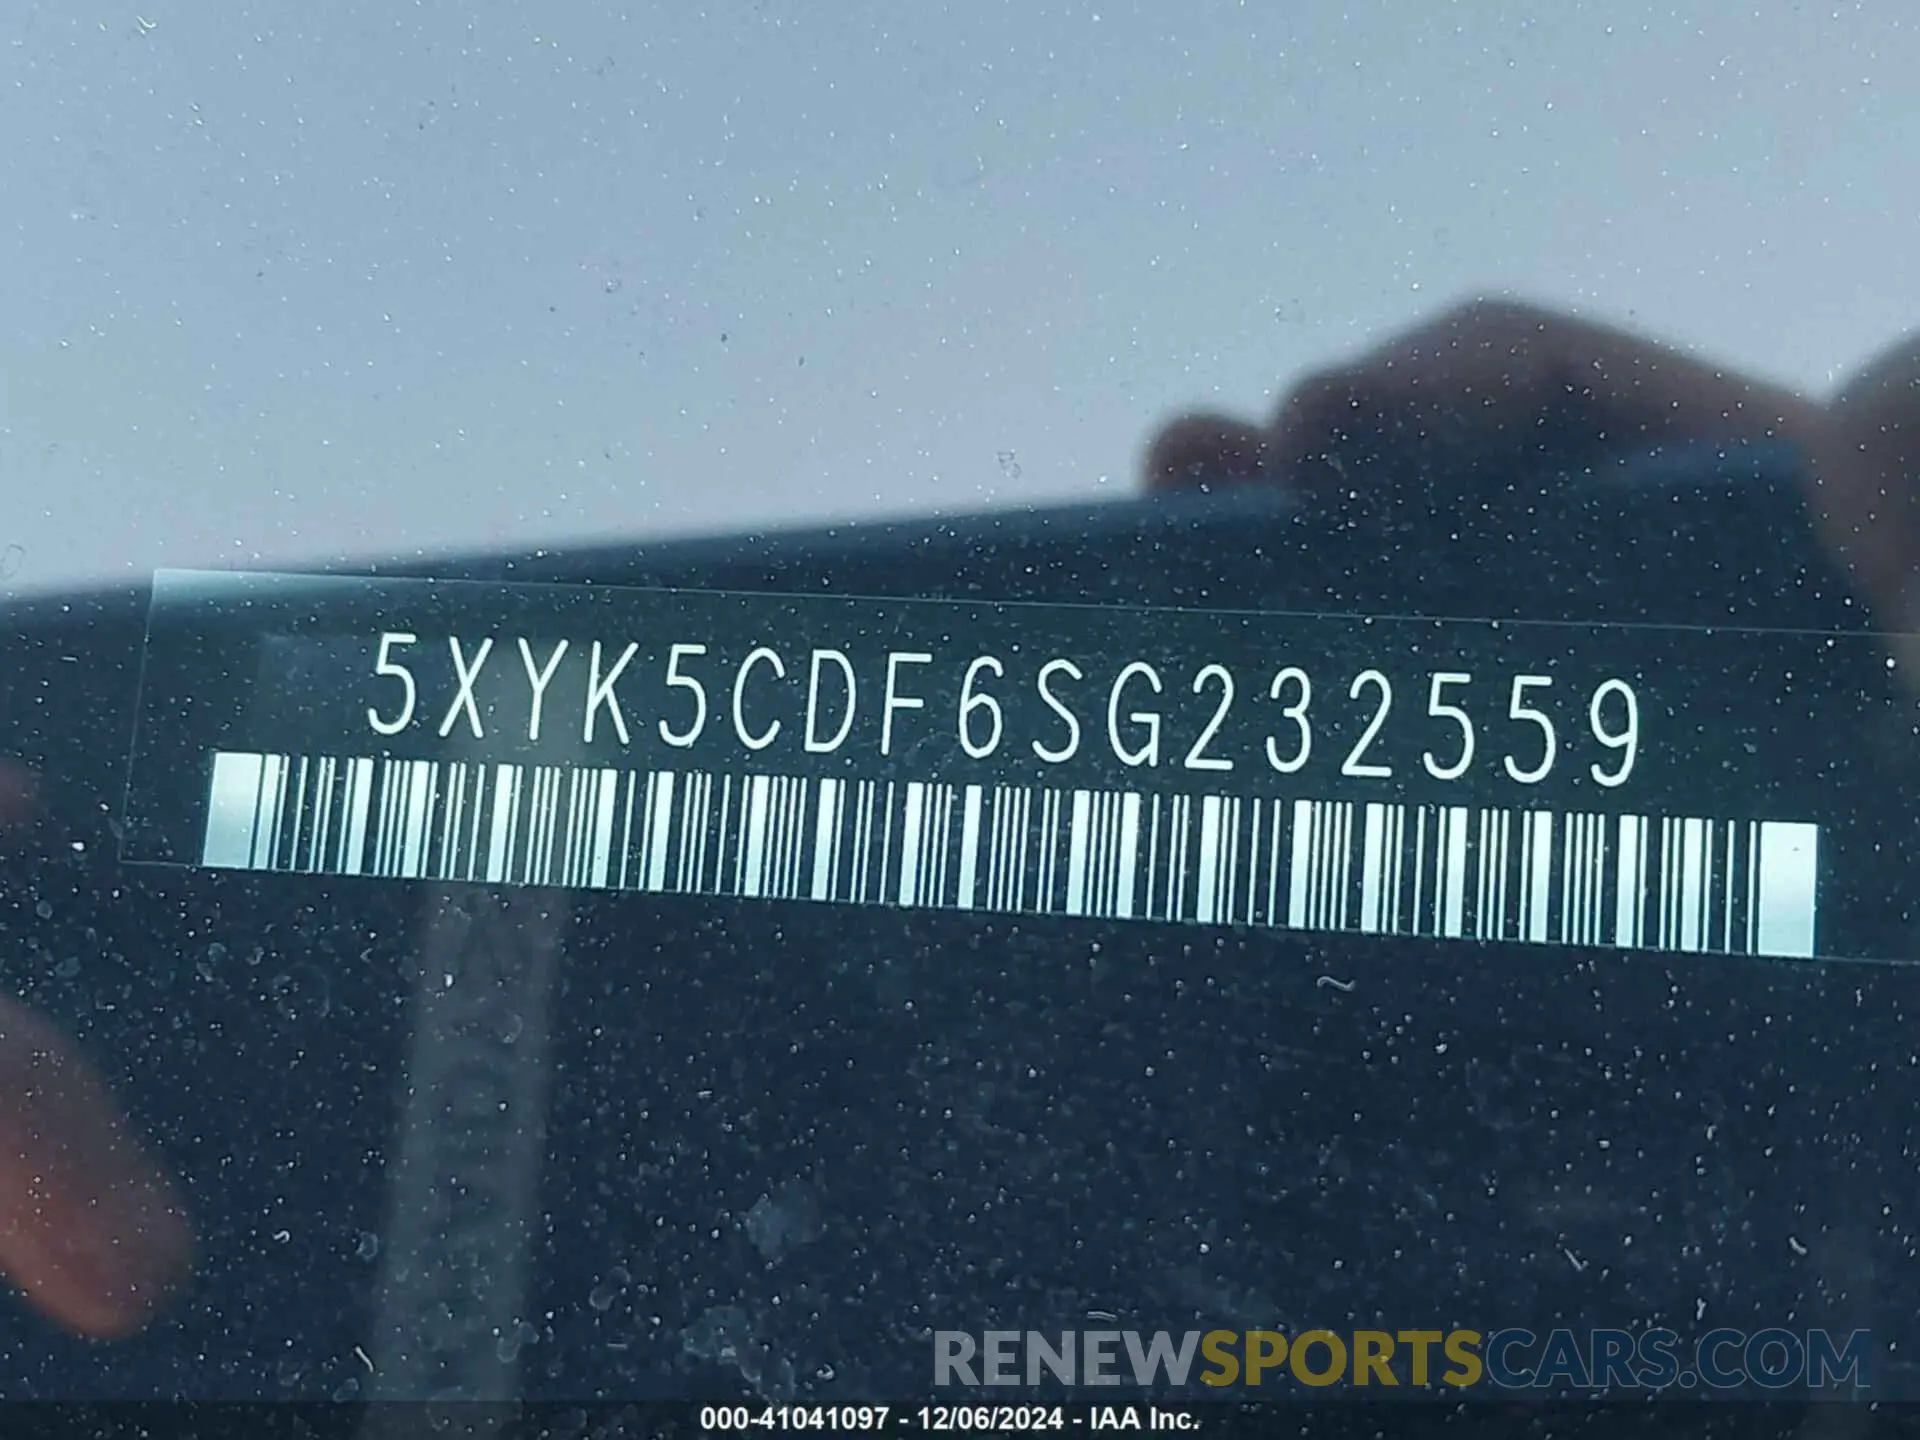 5XYK5CDF6SG232559
RENEWSPORTSCARS.COM
000-41041097 - 12/06/2024 - IAA Inc.